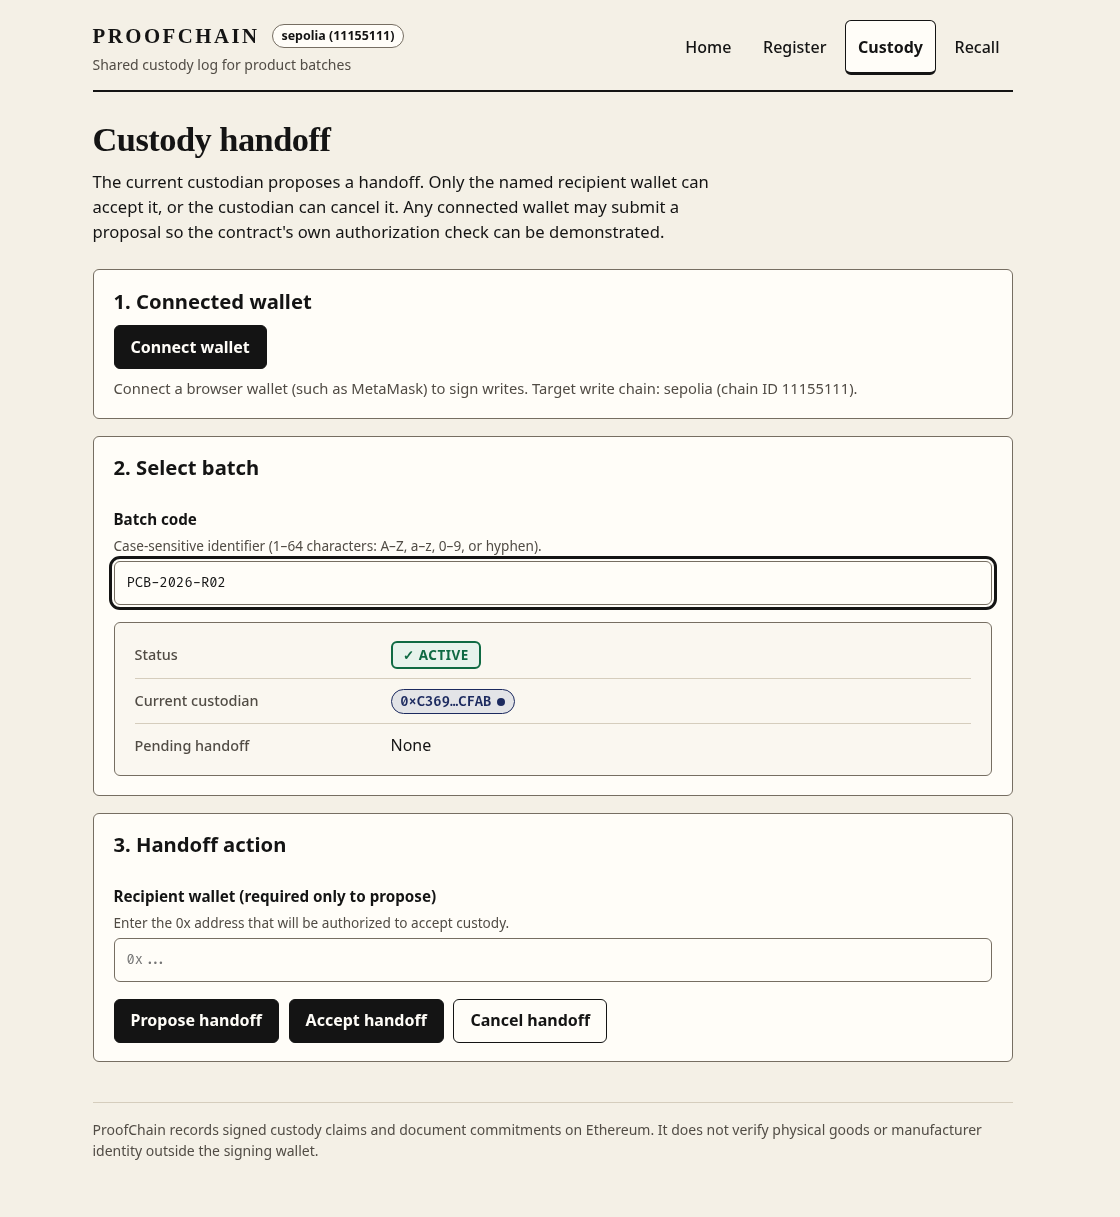 PROOFCHAIN sepolia (11155111)
Shared custody log for product batches
Home Register Custody Recall
Custody handoff
The current custodian proposes a handoff. Only the named recipient wallet can
accept it, or the custodian can cancel it. Any connected wallet may submit a
proposal so the contract's own authorization check can be demonstrated.
1. Connected wallet
Connect wallet
Connect a browser wallet (such as MetaMask) to sign writes. Target write chain: sepolia (chain ID 11155111).
2. Select batch
Batch code
Case-sensitive identifier (1–64 characters: A–Z, a–z, 0–9, or hyphen).
PCB-2026-R02
Status ✓ ACTIVE
Current custodian 0×C369…CFAB
Pending handoff None
3. Handoff action
Recipient wallet (required only to propose)
Enter the 0x address that will be authorized to accept custody.
0x...
Propose handoff Accept handoff Cancel handoff
ProofChain records signed custody claims and document commitments on Ethereum. It does not verify physical goods or manufacturer
identity outside the signing wallet.